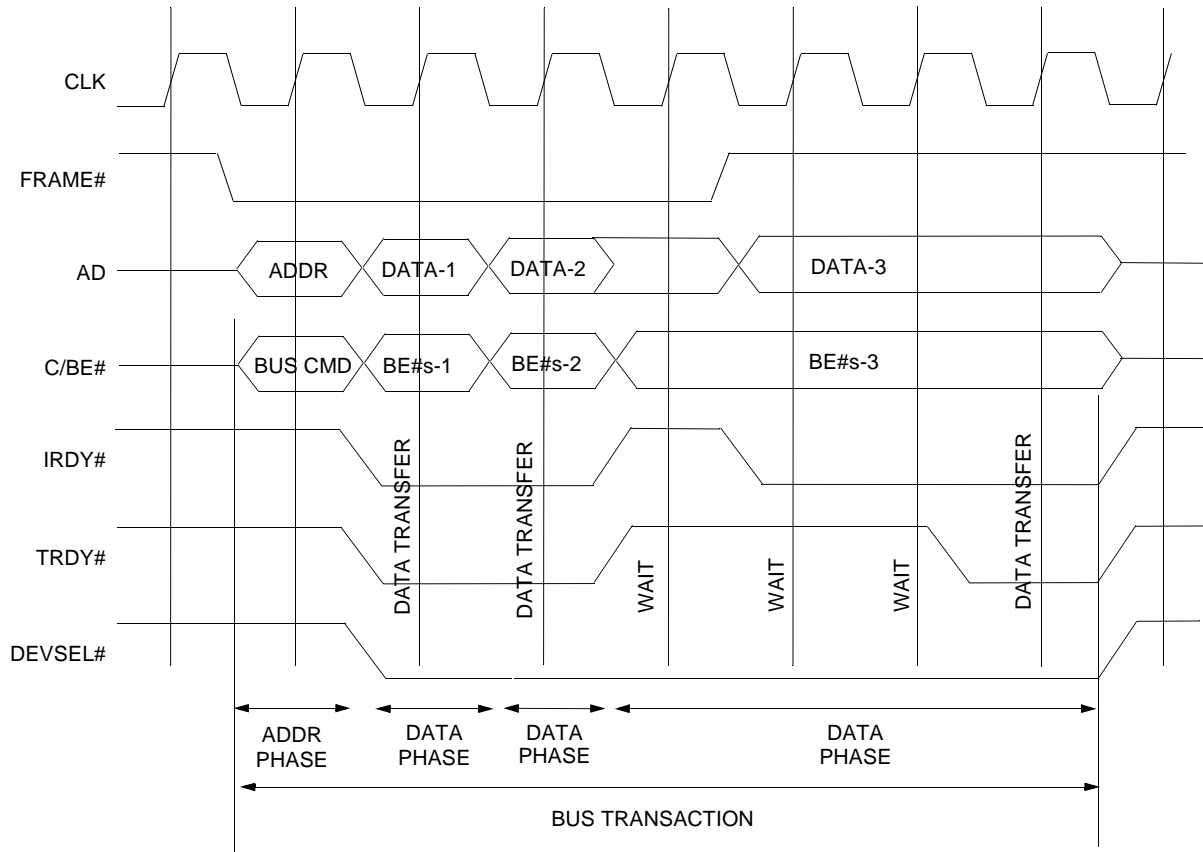 CLK
FRAME#
AD
ADDR
DATA-1
DATA-2
DATA-3
C/BE#
BUS CMD
BE#s-1
BE#s-2
BE#s-3
IRDY#
TRDY#
DATA TRANSFER
DATA TRANSFER
WAIT
WAIT
WAIT
DATA TRANSFER
DEVSEL#
ADDR
PHASE
DATA
PHASE
DATA
PHASE
DATA
PHASE
BUS TRANSACTION